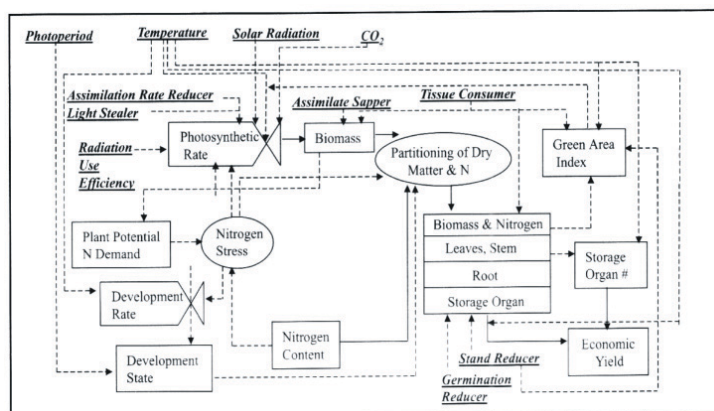 Photoperiod Temperature Solar Radiation CO₂
Assimilation Rate Reducer
Light Stealer
Assimilate Sapper
Tissue Consumer
Photosynthetic
Rate
Biomass
Radiation
Use
Efficiency
Partitioning of Dry
Matter & N
Green Area
Index
Plant Potential
N Demand
Nitrogen
Stress
Biomass & Nitrogen
Leaves, Stem
Root
Storage Organ
Storage
Organ #
Development
Rate
Nitrogen
Content
Development
State
Economic
Yield
Stand Reducer
Germination
Reducer